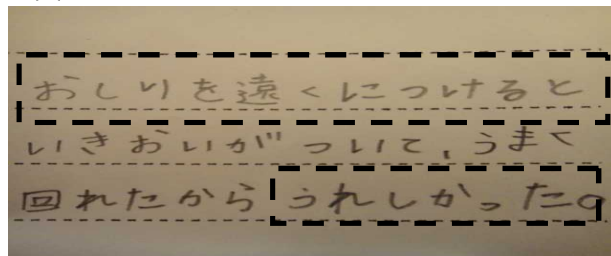 おしりを遠くにつけると
いきおいがついて、うまく
回れたからうれしかった。